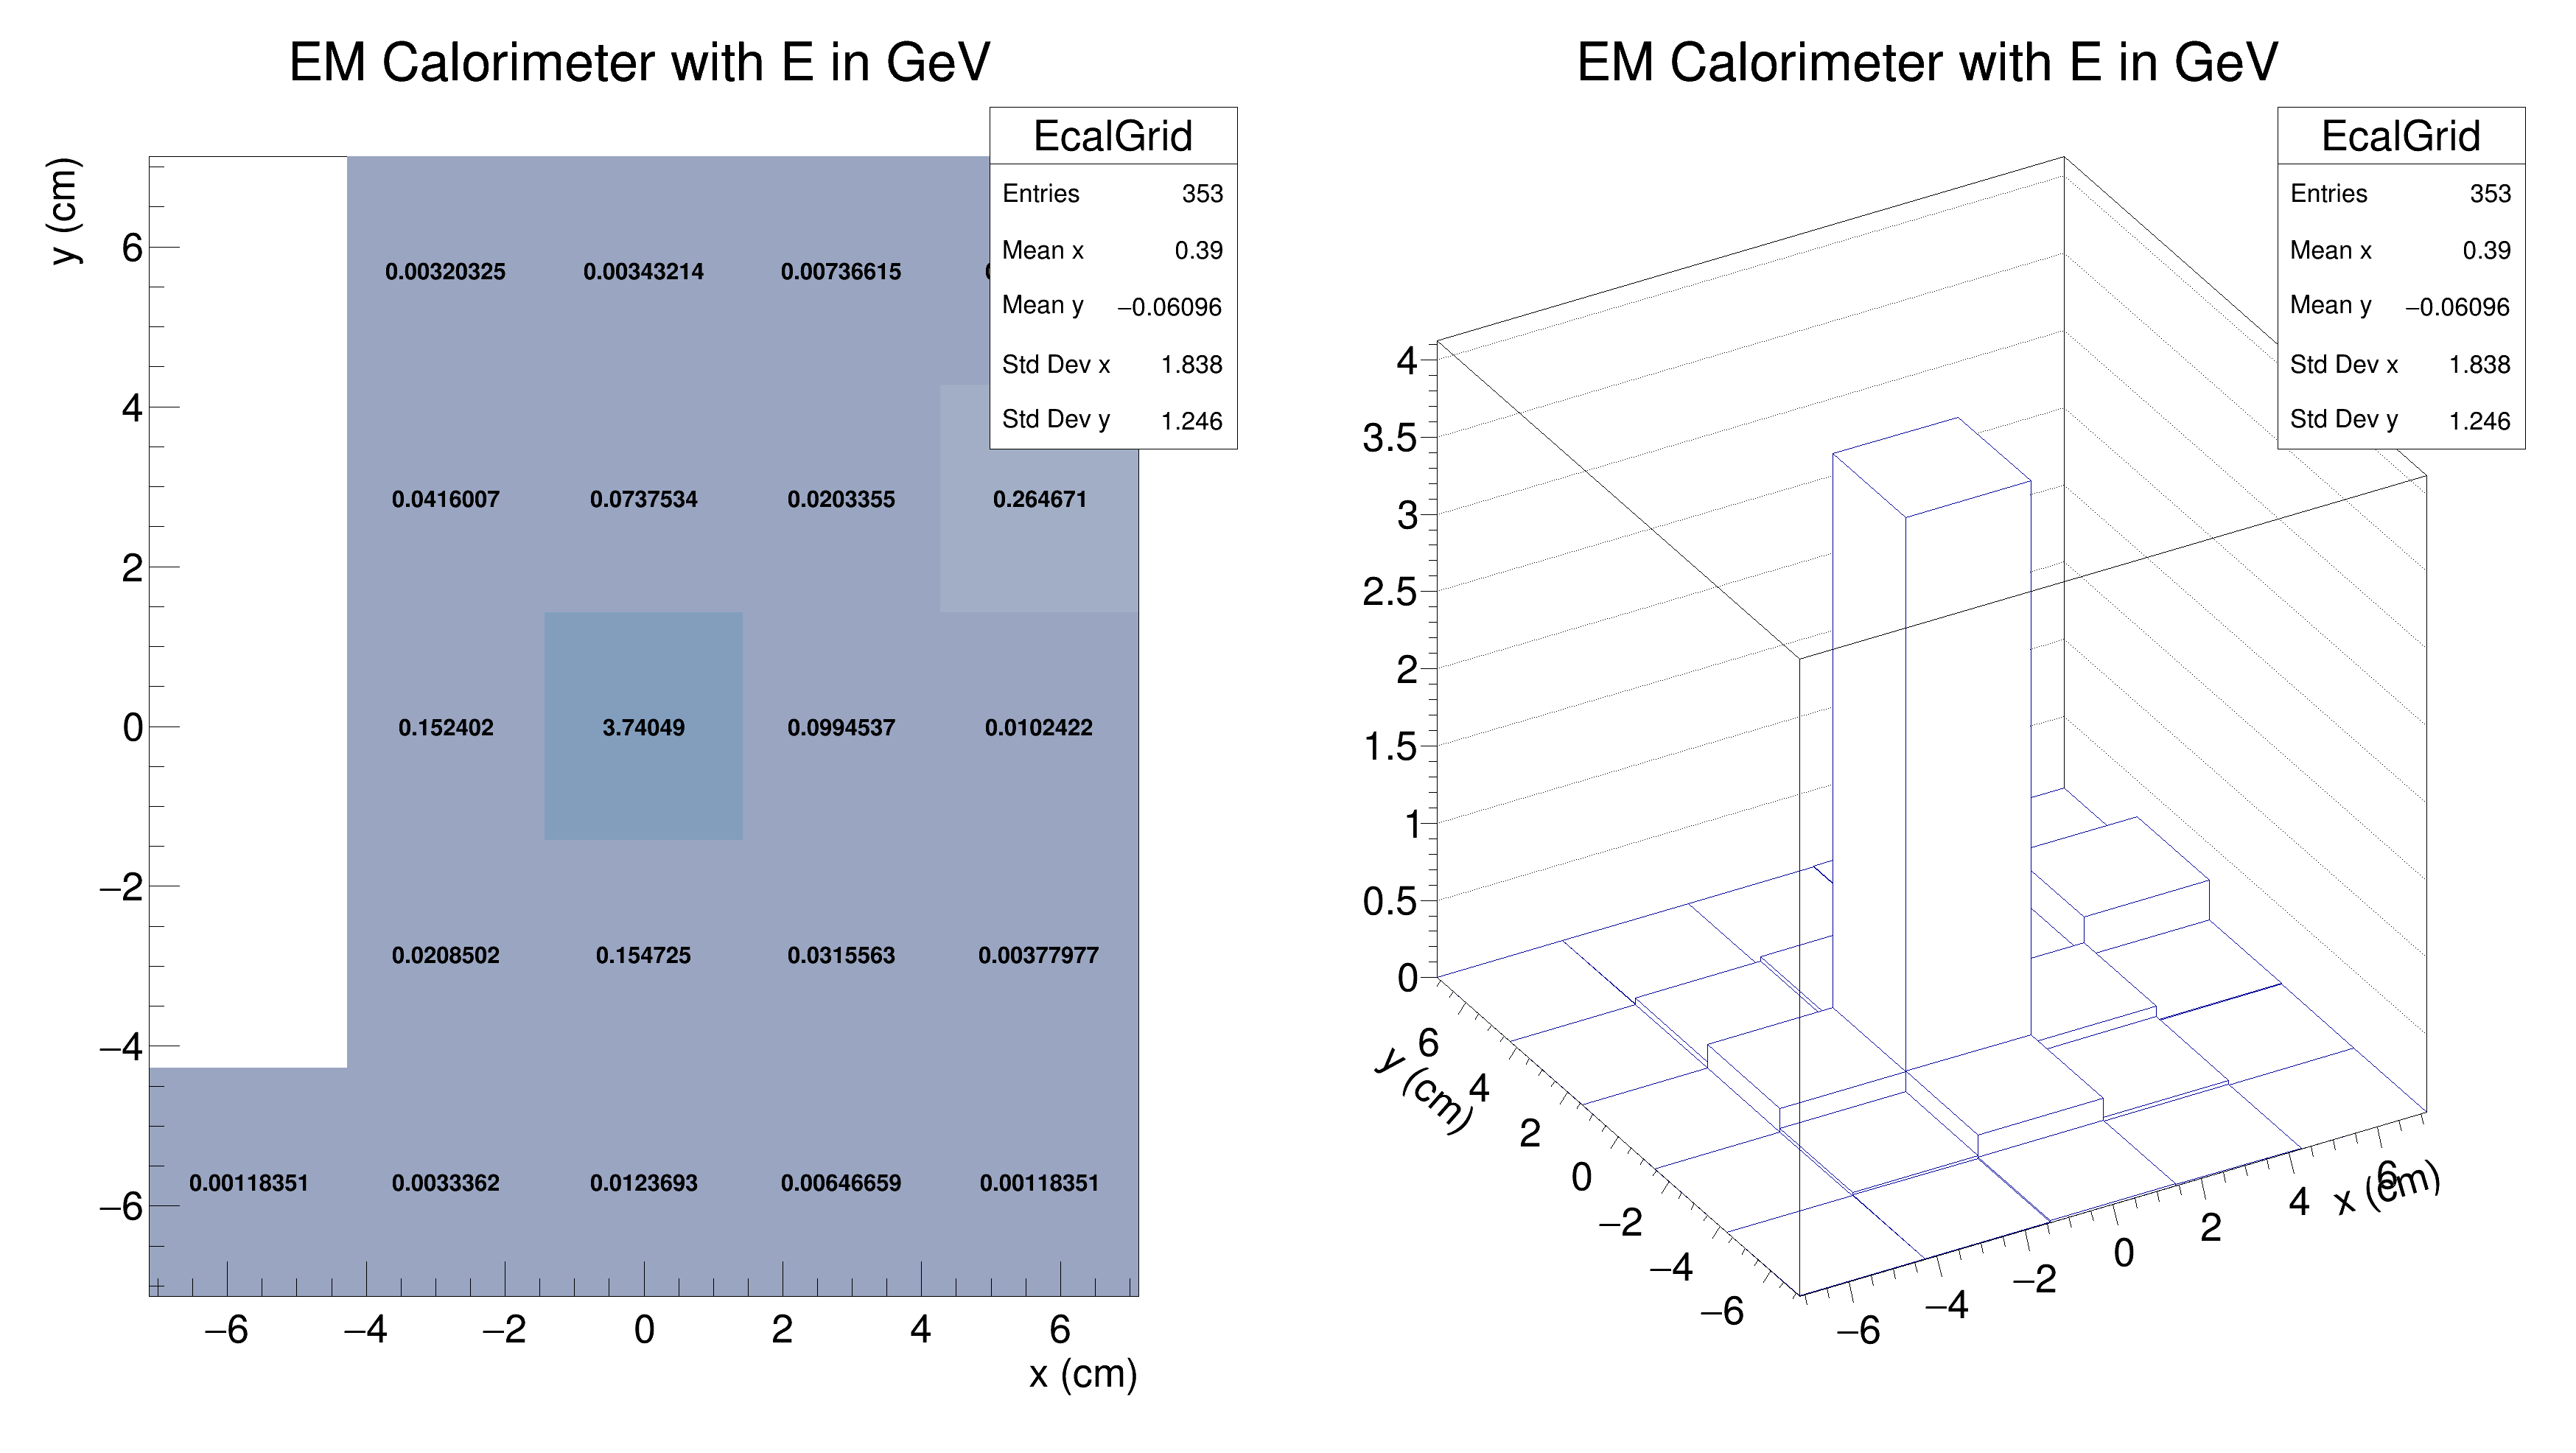 EM Calorimeter with E in GeV
EcalGrid
Entries 353
Mean x 0.39
Mean y −0.06096
Std Dev x 1.838
Std Dev y 1.246
y (cm)
6
4
2
0
−2
−4
−6
0.00320325 0.00343214 0.00736615
0.0416007 0.0737534 0.0203355 0.264671
0.152402 3.74049 0.0994537 0.0102422
0.0208502 0.154725 0.0315563 0.00377977
0.00118351 0.0033362 0.0123693 0.00646659 0.00118351
−6 −4 −2 0 2 4 6
x (cm)
EM Calorimeter with E in GeV
EcalGrid
Entries 353
Mean x 0.39
Mean y −0.06096
Std Dev x 1.838
Std Dev y 1.246
4
3.5
3
2.5
2
1.5
1
0.5
0
6
4
2
0
−2
−4
−6
y (cm)
−6 −4 −2 0 2 4 6
x (cm)